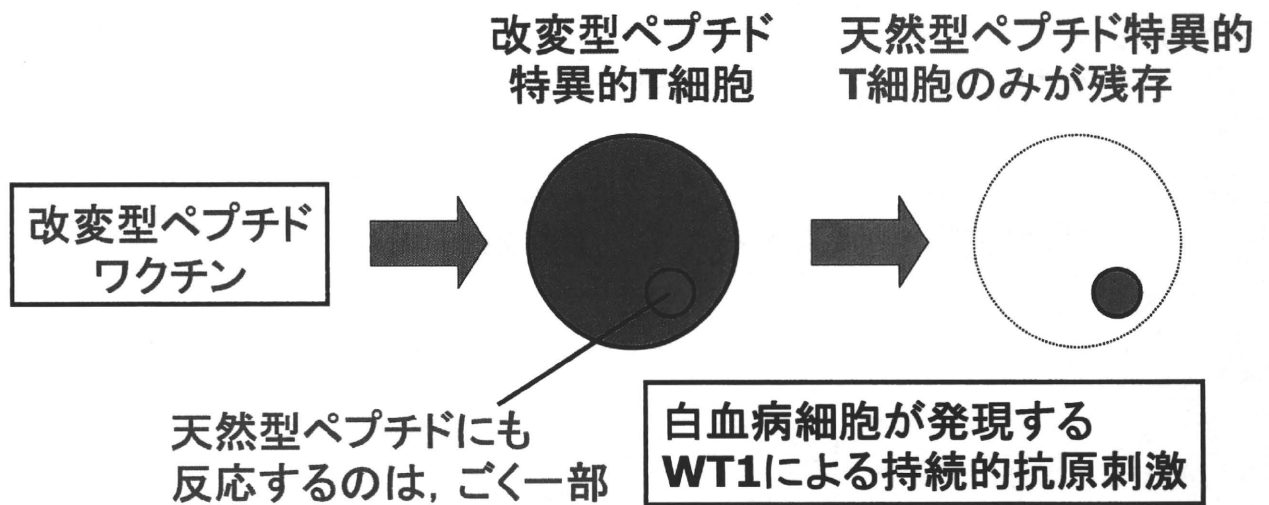 改変型ペプチド
特異的T細胞
天然型ペプチド特異的
T細胞のみが残存
改変型ペプチド
ワクチン
天然型ペプチドにも
反応するのは，ごく一部
白血病細胞が発現する
WT1による持続的抗原刺激